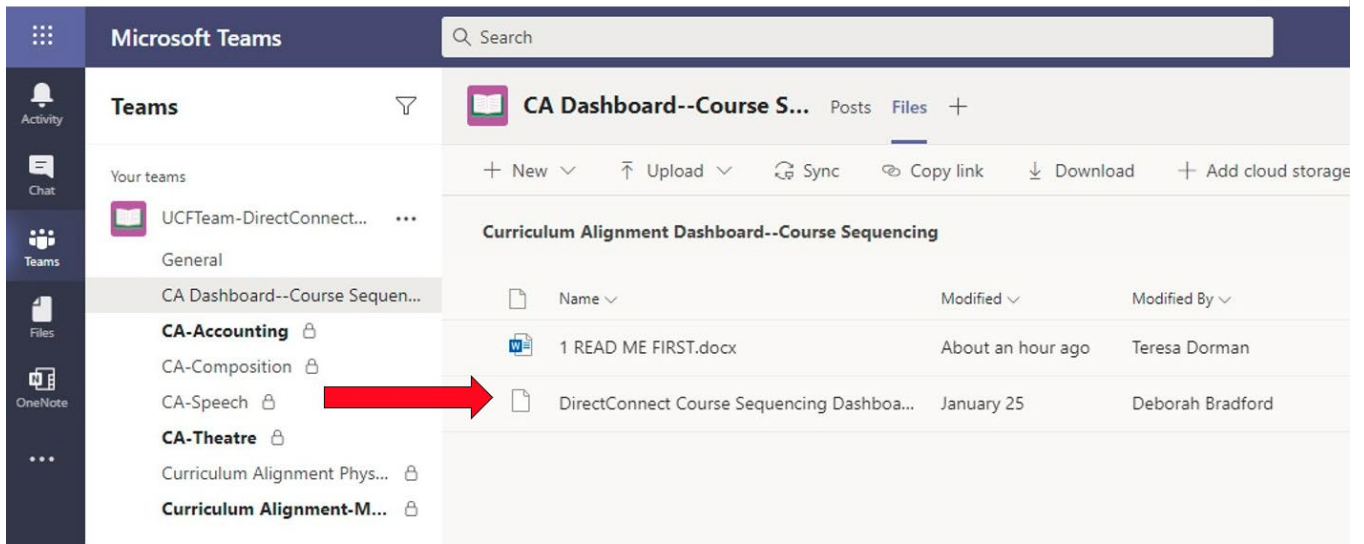 Microsoft Teams
Search
Activity
Chat
Teams
Files
OneNote
Teams
Your teams
UCFTeam-DirectConnect...
General
CA Dashboard--Course Sequen...
CA-Accounting
CA-Composition
CA-Speech
CA-Theatre
Curriculum Alignment Phys...
Curriculum Alignment-M...
CA Dashboard--Course S... Posts Files
New Upload Sync Copy link Download Add cloud storage
Curriculum Alignment Dashboard--Course Sequencing
Name Modified Modified By
1 READ ME FIRST.docx About an hour ago Teresa Dorman
DirectConnect Course Sequencing Dashboa... January 25 Deborah Bradford